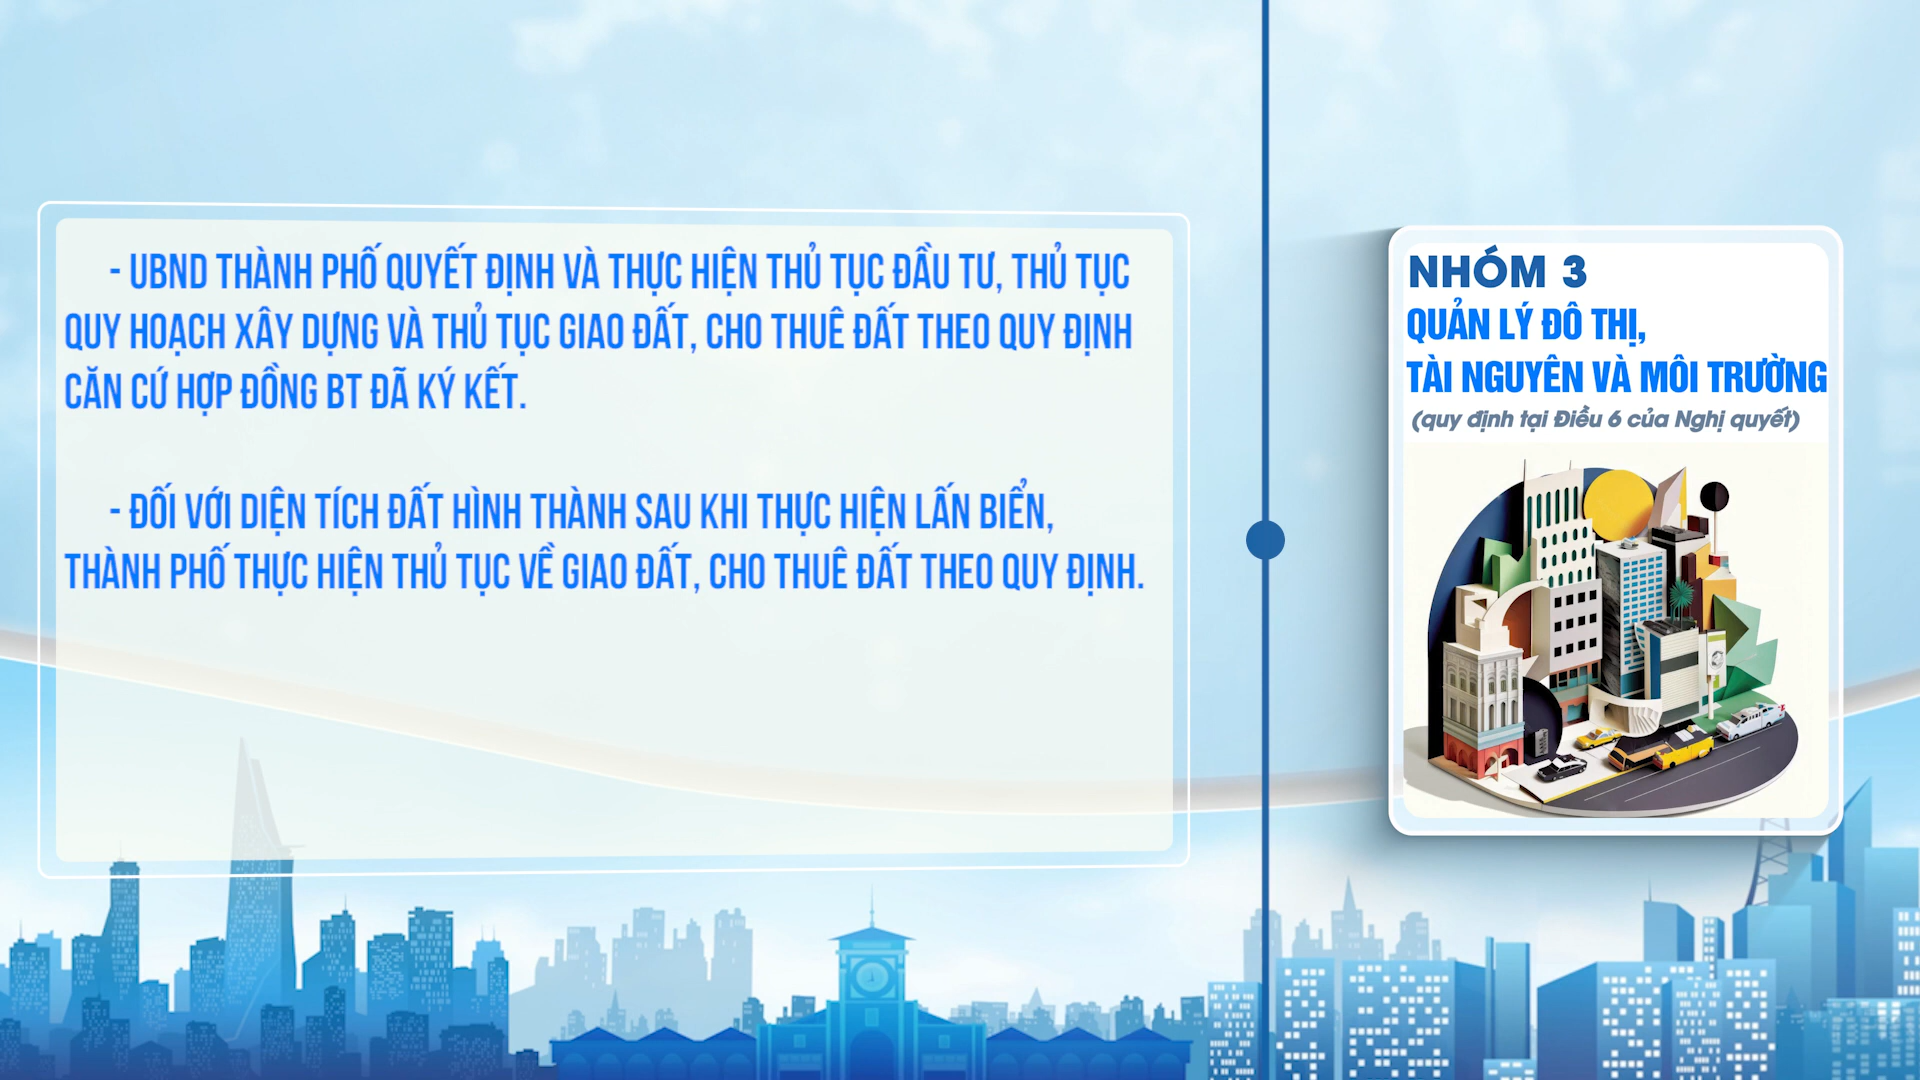 - UBND THÀNH PHỐ QUYẾT ĐỊNH VÀ THỰC HIỆN THỦ TỤC ĐẦU TƯ, THỦ TỤC
QUY HOẠCH XÂY DỰNG VÀ THỦ TỤC GIAO ĐẤT, CHO THUÊ ĐẤT THEO QUY ĐỊNH
CĂN CỨ HỢP ĐỒNG BT ĐÃ KÝ KẾT.
- ĐỐI VỚI DIỆN TÍCH ĐẤT HÌNH THÀNH SAU KHI THỰC HIỆN LẤN BIỂN,
THÀNH PHỐ THỰC HIỆN THỦ TỤC VỀ GIAO ĐẤT, CHO THUÊ ĐẤT THEO QUY ĐỊNH.
NHÓM 3
QUẢN LÝ ĐÔ THỊ,
TÀI NGUYÊN VÀ MÔI TRƯỜNG
(quy định tại Điều 6 của Nghị quyết)